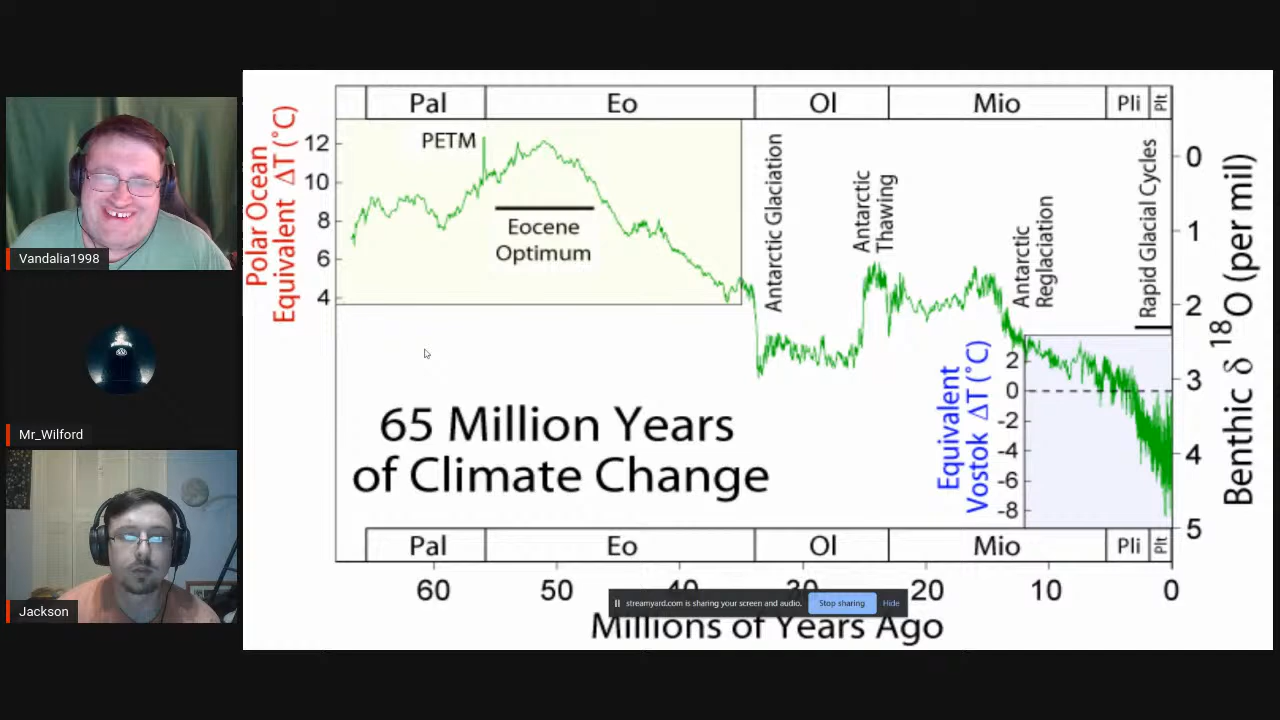 Vandalia1998
Mr_Wilford
Jackson
Pal
Eo
Ol
Mio
Pli
Plt
Polar Ocean
Equivalent ΔT (°C)
12
10
8
6
4
PETM
Eocene
Optimum
Antarctic Glaciation
Antarctic
Thawing
Antarctic
Reglaciation
Rapid Glacial Cycles
0
1
2
3
4
5
Benthic δ 18O (per mil)
Equivalent
Vostok ΔT (°C)
2
0
-2
-4
-6
-8
65 Million Years
of Climate Change
Pal
Eo
Ol
Mio
Pli
Plt
60
50
40
30
20
10
0
streamyard.com is sharing your screen and audio.
Stop sharing
Hide
Millions of Years Ago